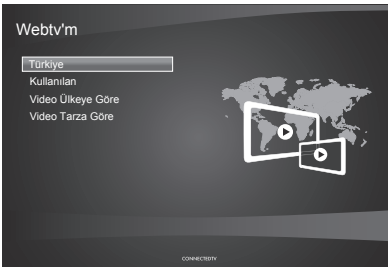 Webtv'm
Türkiye
Kullanılan
Video Ülkeye Göre
Video Tarza Göre
CONNECTEDTV